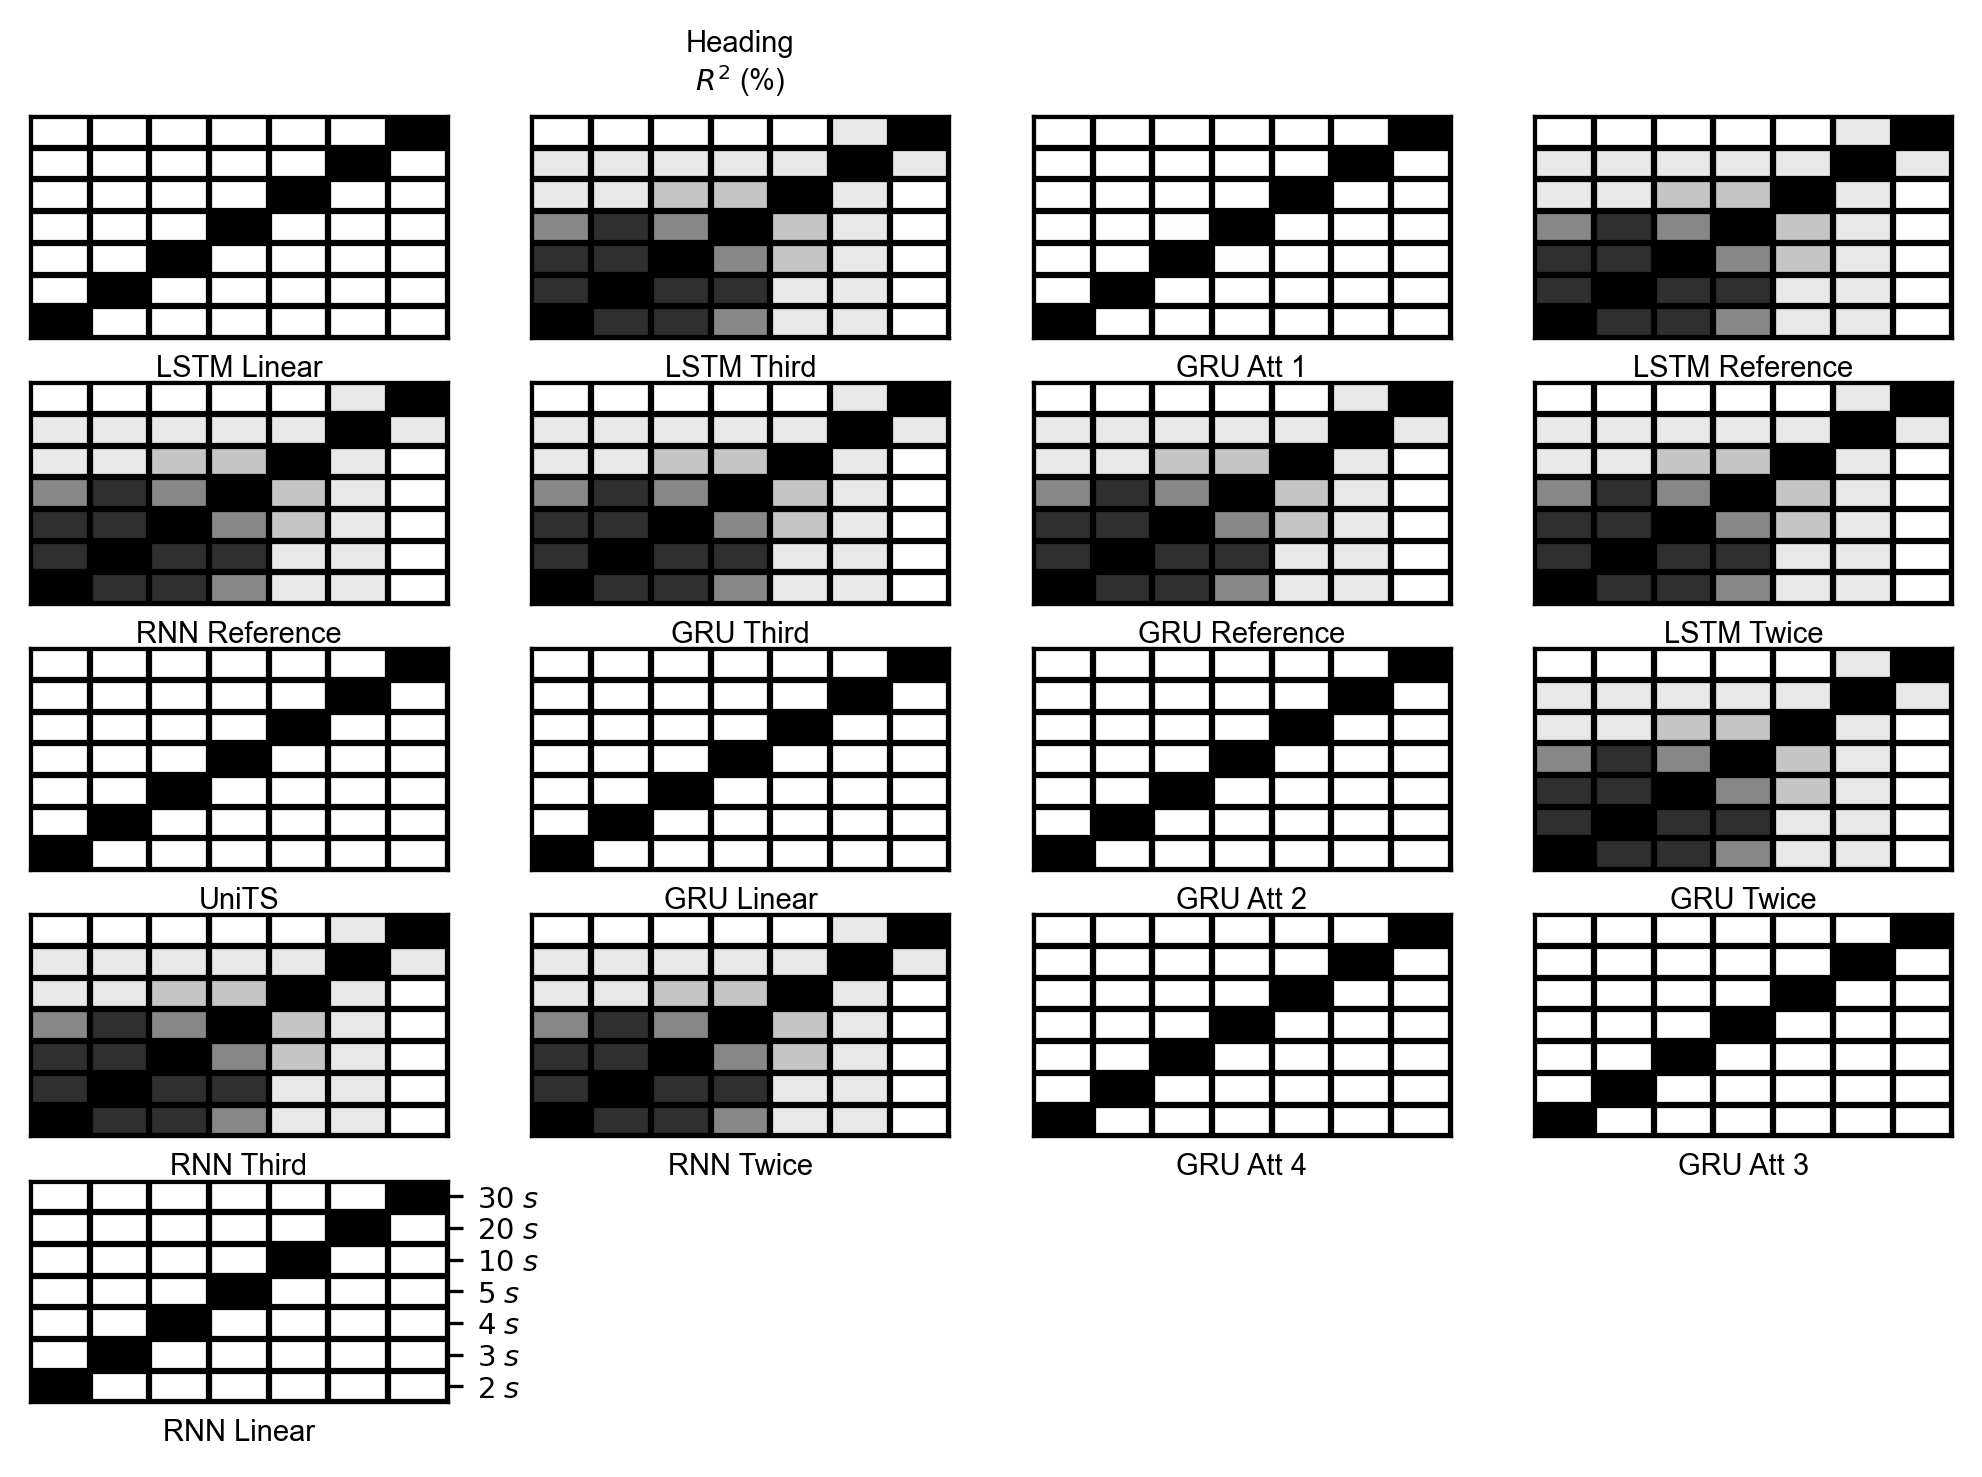 Heading
R² (%)
LSTM Linear
LSTM Third
GRU Att 1
LSTM Reference
RNN Reference
GRU Third
GRU Reference
LSTM Twice
UniTS
GRU Linear
GRU Att 2
GRU Twice
RNN Third
RNN Twice
GRU Att 4
GRU Att 3
30 s
20 s
10 s
5 s
4 s
3 s
2 s
RNN Linear